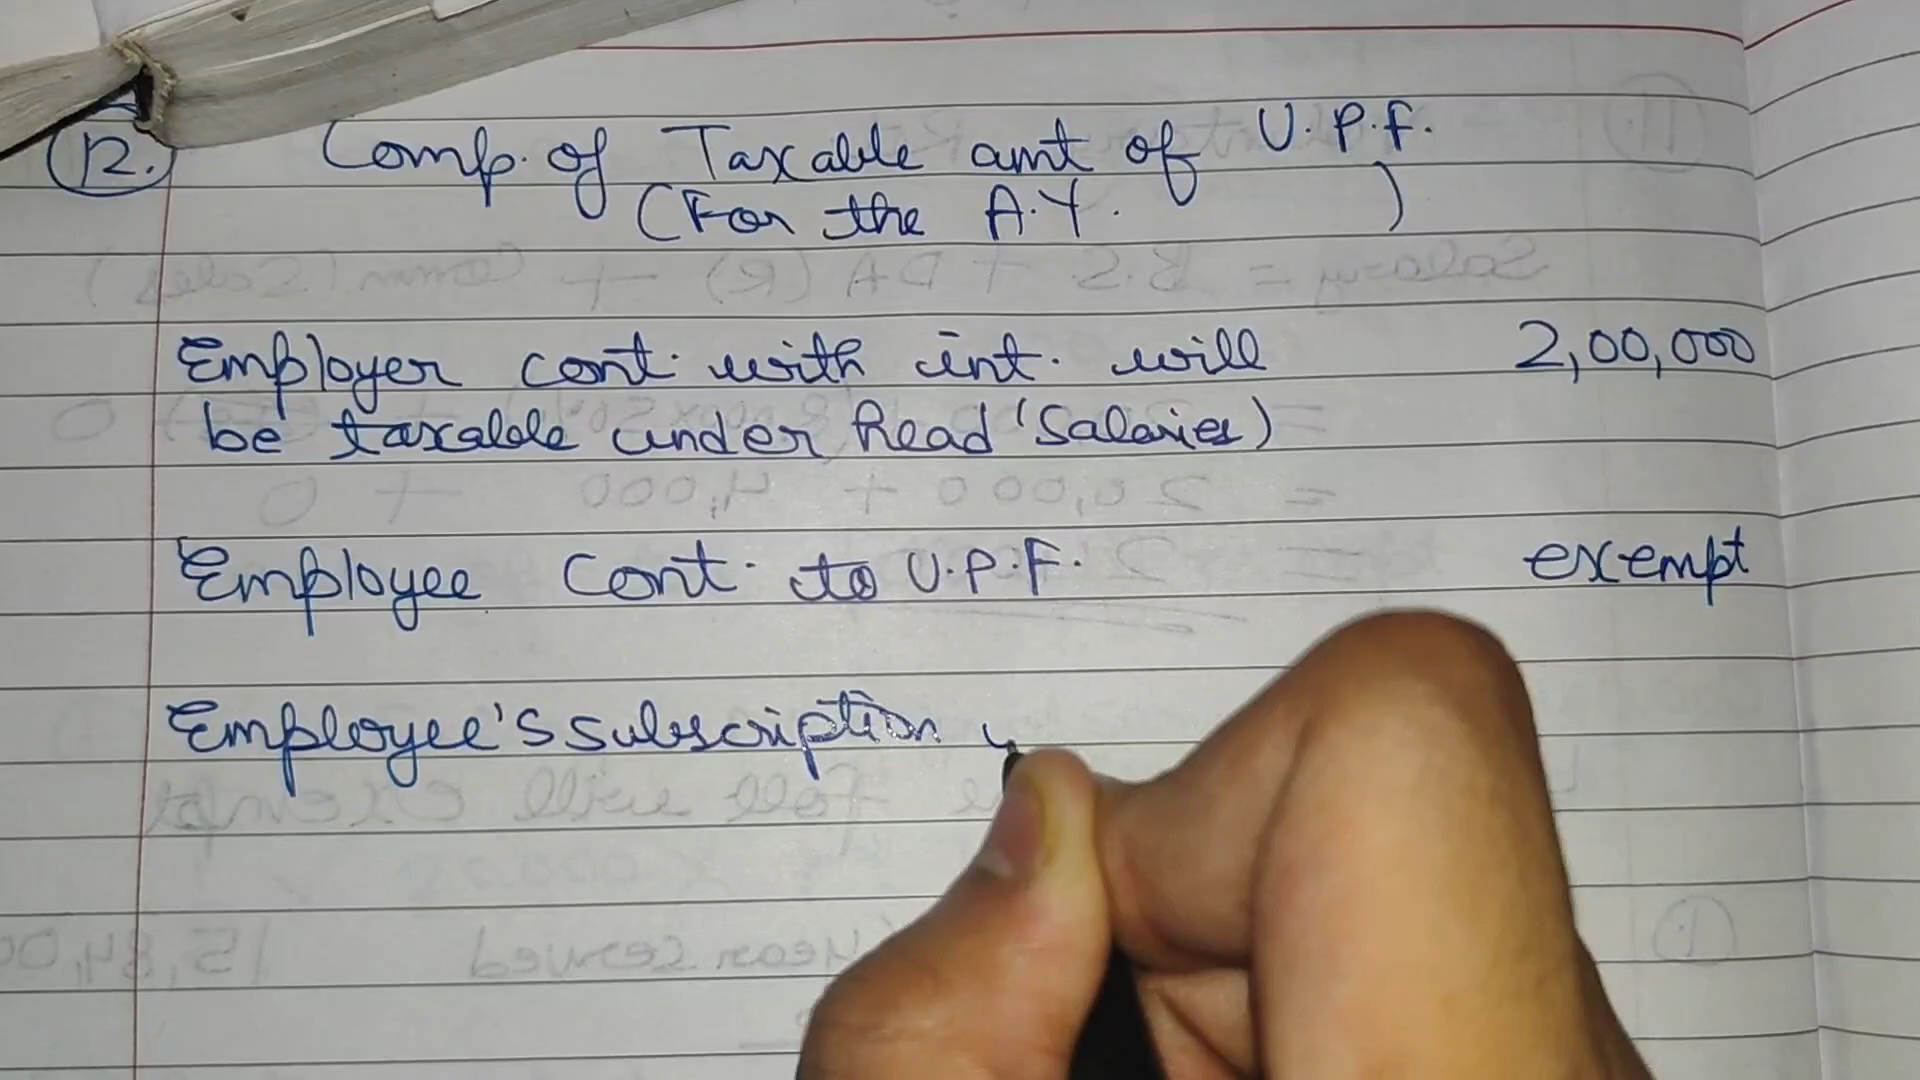 12. Comp. of Taxable amt of U.P.F.
(For the A.Y. )
Employer cont. with int. will 2,00,000
be taxable under head 'Salaries)
Employee Cont. to U.P.F. exempt
Employee's subscription